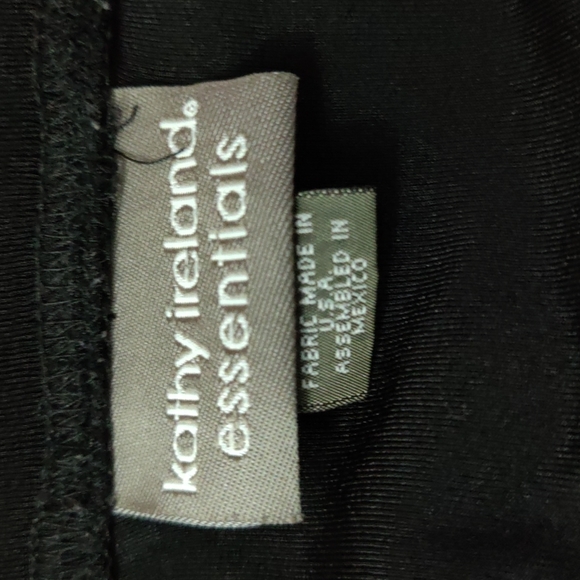 kathy ireland®
essentials
FABRIC MADE IN
U.S.A.
ASSEMBLED IN
MEXICO